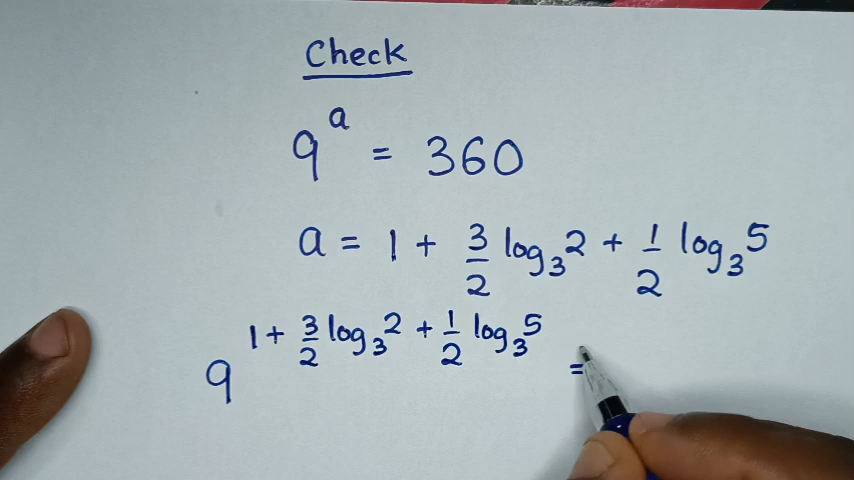 Check
9^a = 360
a = 1 + 3/2 log₃2 + 1/2 log₃5
9^(1 + 3/2 log₃2 + 1/2 log₃5) =